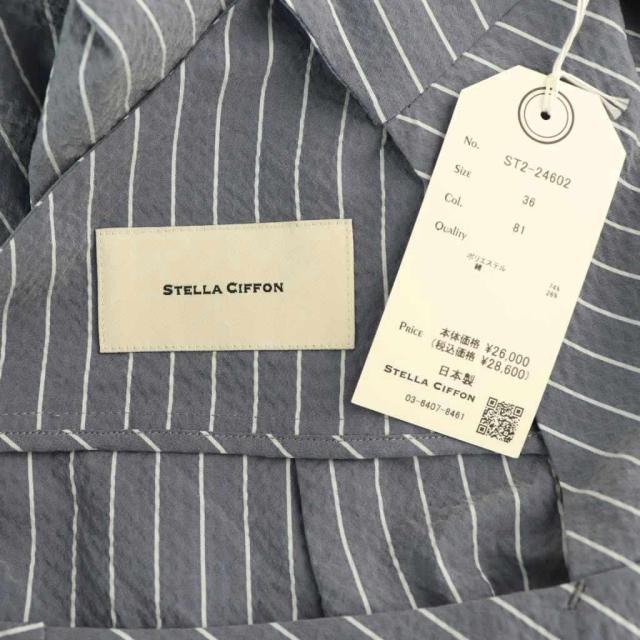 STELLA CIFFON
No. ST2-24602
Size 36
Col. 81
Quality
ポリエステル 74%
綿 26%
Price 本体価格 ¥26,000
(税込価格 ¥28,600)
日本製
STELLA CIFFON
03-6407-8461